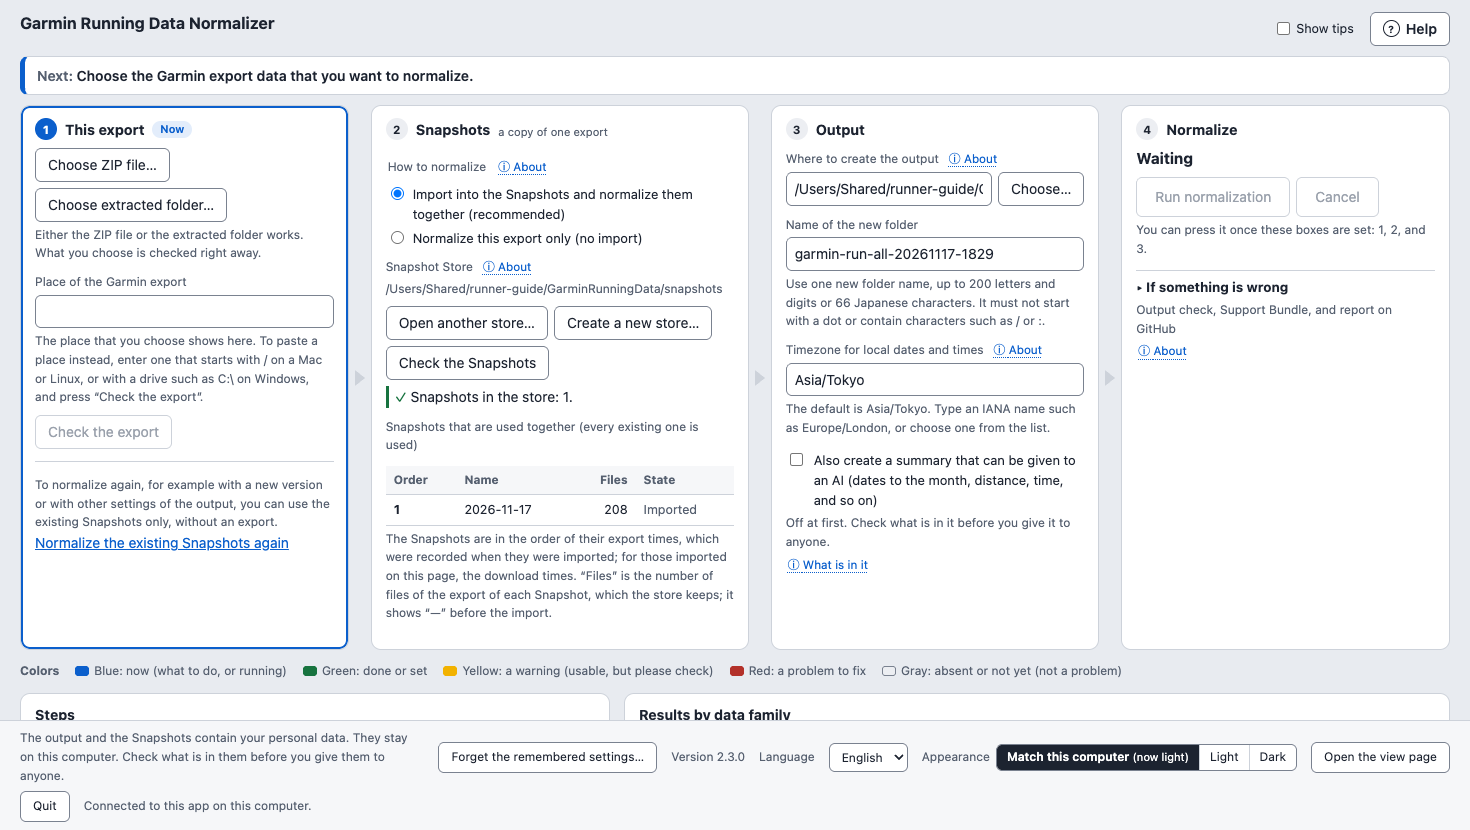 Garmin Running Data Normalizer
Show tips
Help
Next: Choose the Garmin export data that you want to normalize.
1 This export Now
Choose ZIP file...
Choose extracted folder...
Either the ZIP file or the extracted folder works.
What you choose is checked right away.
Place of the Garmin export
The place that you choose shows here. To paste a
place instead, enter one that starts with / on a Mac
or Linux, or with a drive such as C:\ on Windows,
and press “Check the export”.
Check the export
To normalize again, for example with a new version
or with other settings of the output, you can use the
existing Snapshots only, without an export.
Normalize the existing Snapshots again
2 Snapshots a copy of one export
How to normalize ⓘ About
Import into the Snapshots and normalize them
together (recommended)
Normalize this export only (no import)
Snapshot Store ⓘ About
/Users/Shared/runner-guide/GarminRunningData/snapshots
Open another store...
Create a new store...
Check the Snapshots
✓ Snapshots in the store: 1.
Snapshots that are used together (every existing one is
used)
Order Name Files State
1 2026-11-17 208 Imported
The Snapshots are in the order of their export times, which
were recorded when they were imported; for those imported
on this page, the download times. “Files” is the number of
files of the export of each Snapshot, which the store keeps; it
shows “—” before the import.
3 Output
Where to create the output ⓘ About
/Users/Shared/runner-guide/
Choose...
Name of the new folder
garmin-run-all-20261117-1829
Use one new folder name, up to 200 letters and
digits or 66 Japanese characters. It must not start
with a dot or contain characters such as / or :.
Timezone for local dates and times ⓘ About
Asia/Tokyo
The default is Asia/Tokyo. Type an IANA name such
as Europe/London, or choose one from the list.
Also create a summary that can be given to
an AI (dates to the month, distance, time,
and so on)
Off at first. Check what is in it before you give it to
anyone.
ⓘ What is in it
4 Normalize
Waiting
Run normalization
Cancel
You can press it once these boxes are set: 1, 2, and
3.
▸ If something is wrong
Output check, Support Bundle, and report on
GitHub
ⓘ About
Colors Blue: now (what to do, or running) Green: done or set Yellow: a warning (usable, but please check) Red: a problem to fix Gray: absent or not yet (not a problem)
Steps
Results by data family
The output and the Snapshots contain your personal data. They stay
on this computer. Check what is in them before you give them to
anyone.
Forget the remembered settings...
Version 2.3.0
Language
English
Appearance
Match this computer (now light)
Light
Dark
Open the view page
Quit
Connected to this app on this computer.